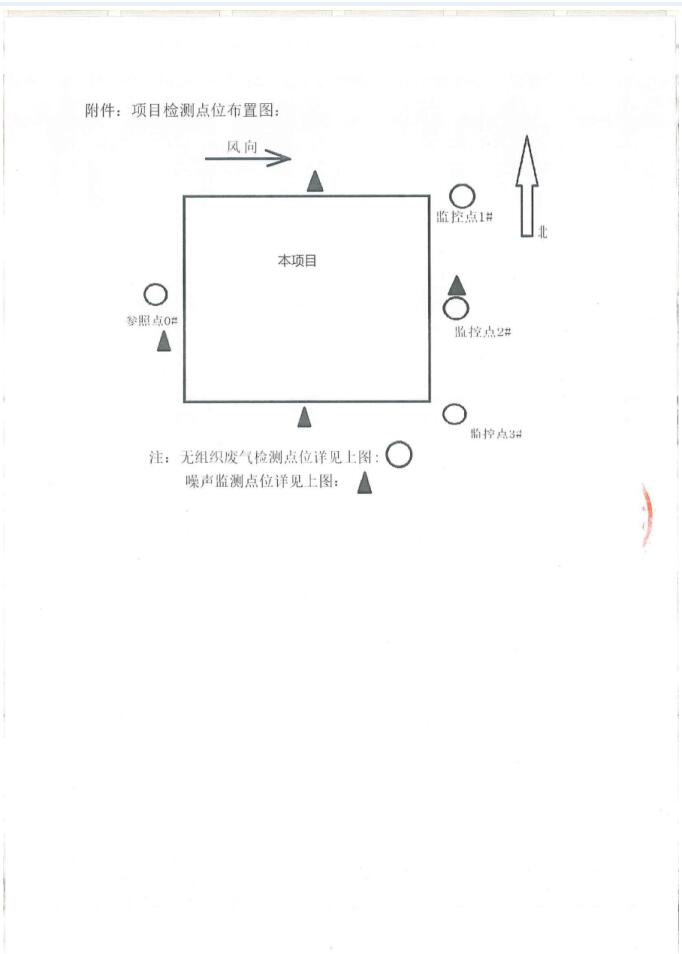 附件：项目检测点位布置图：
风向
监控点1#
北
本项目
参照点0#
监控点2#
监控点3#
注：无组织废气检测点位详见上图：
噪声监测点位详见上图：